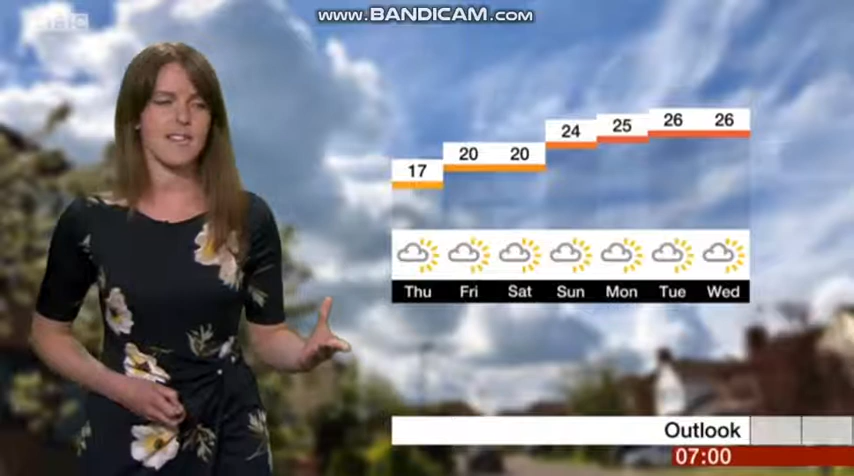 BBC
www.BANDICAM.com
17 20 20 24 25 26 26
Thu Fri Sat Sun Mon Tue Wed
Outlook
07:00